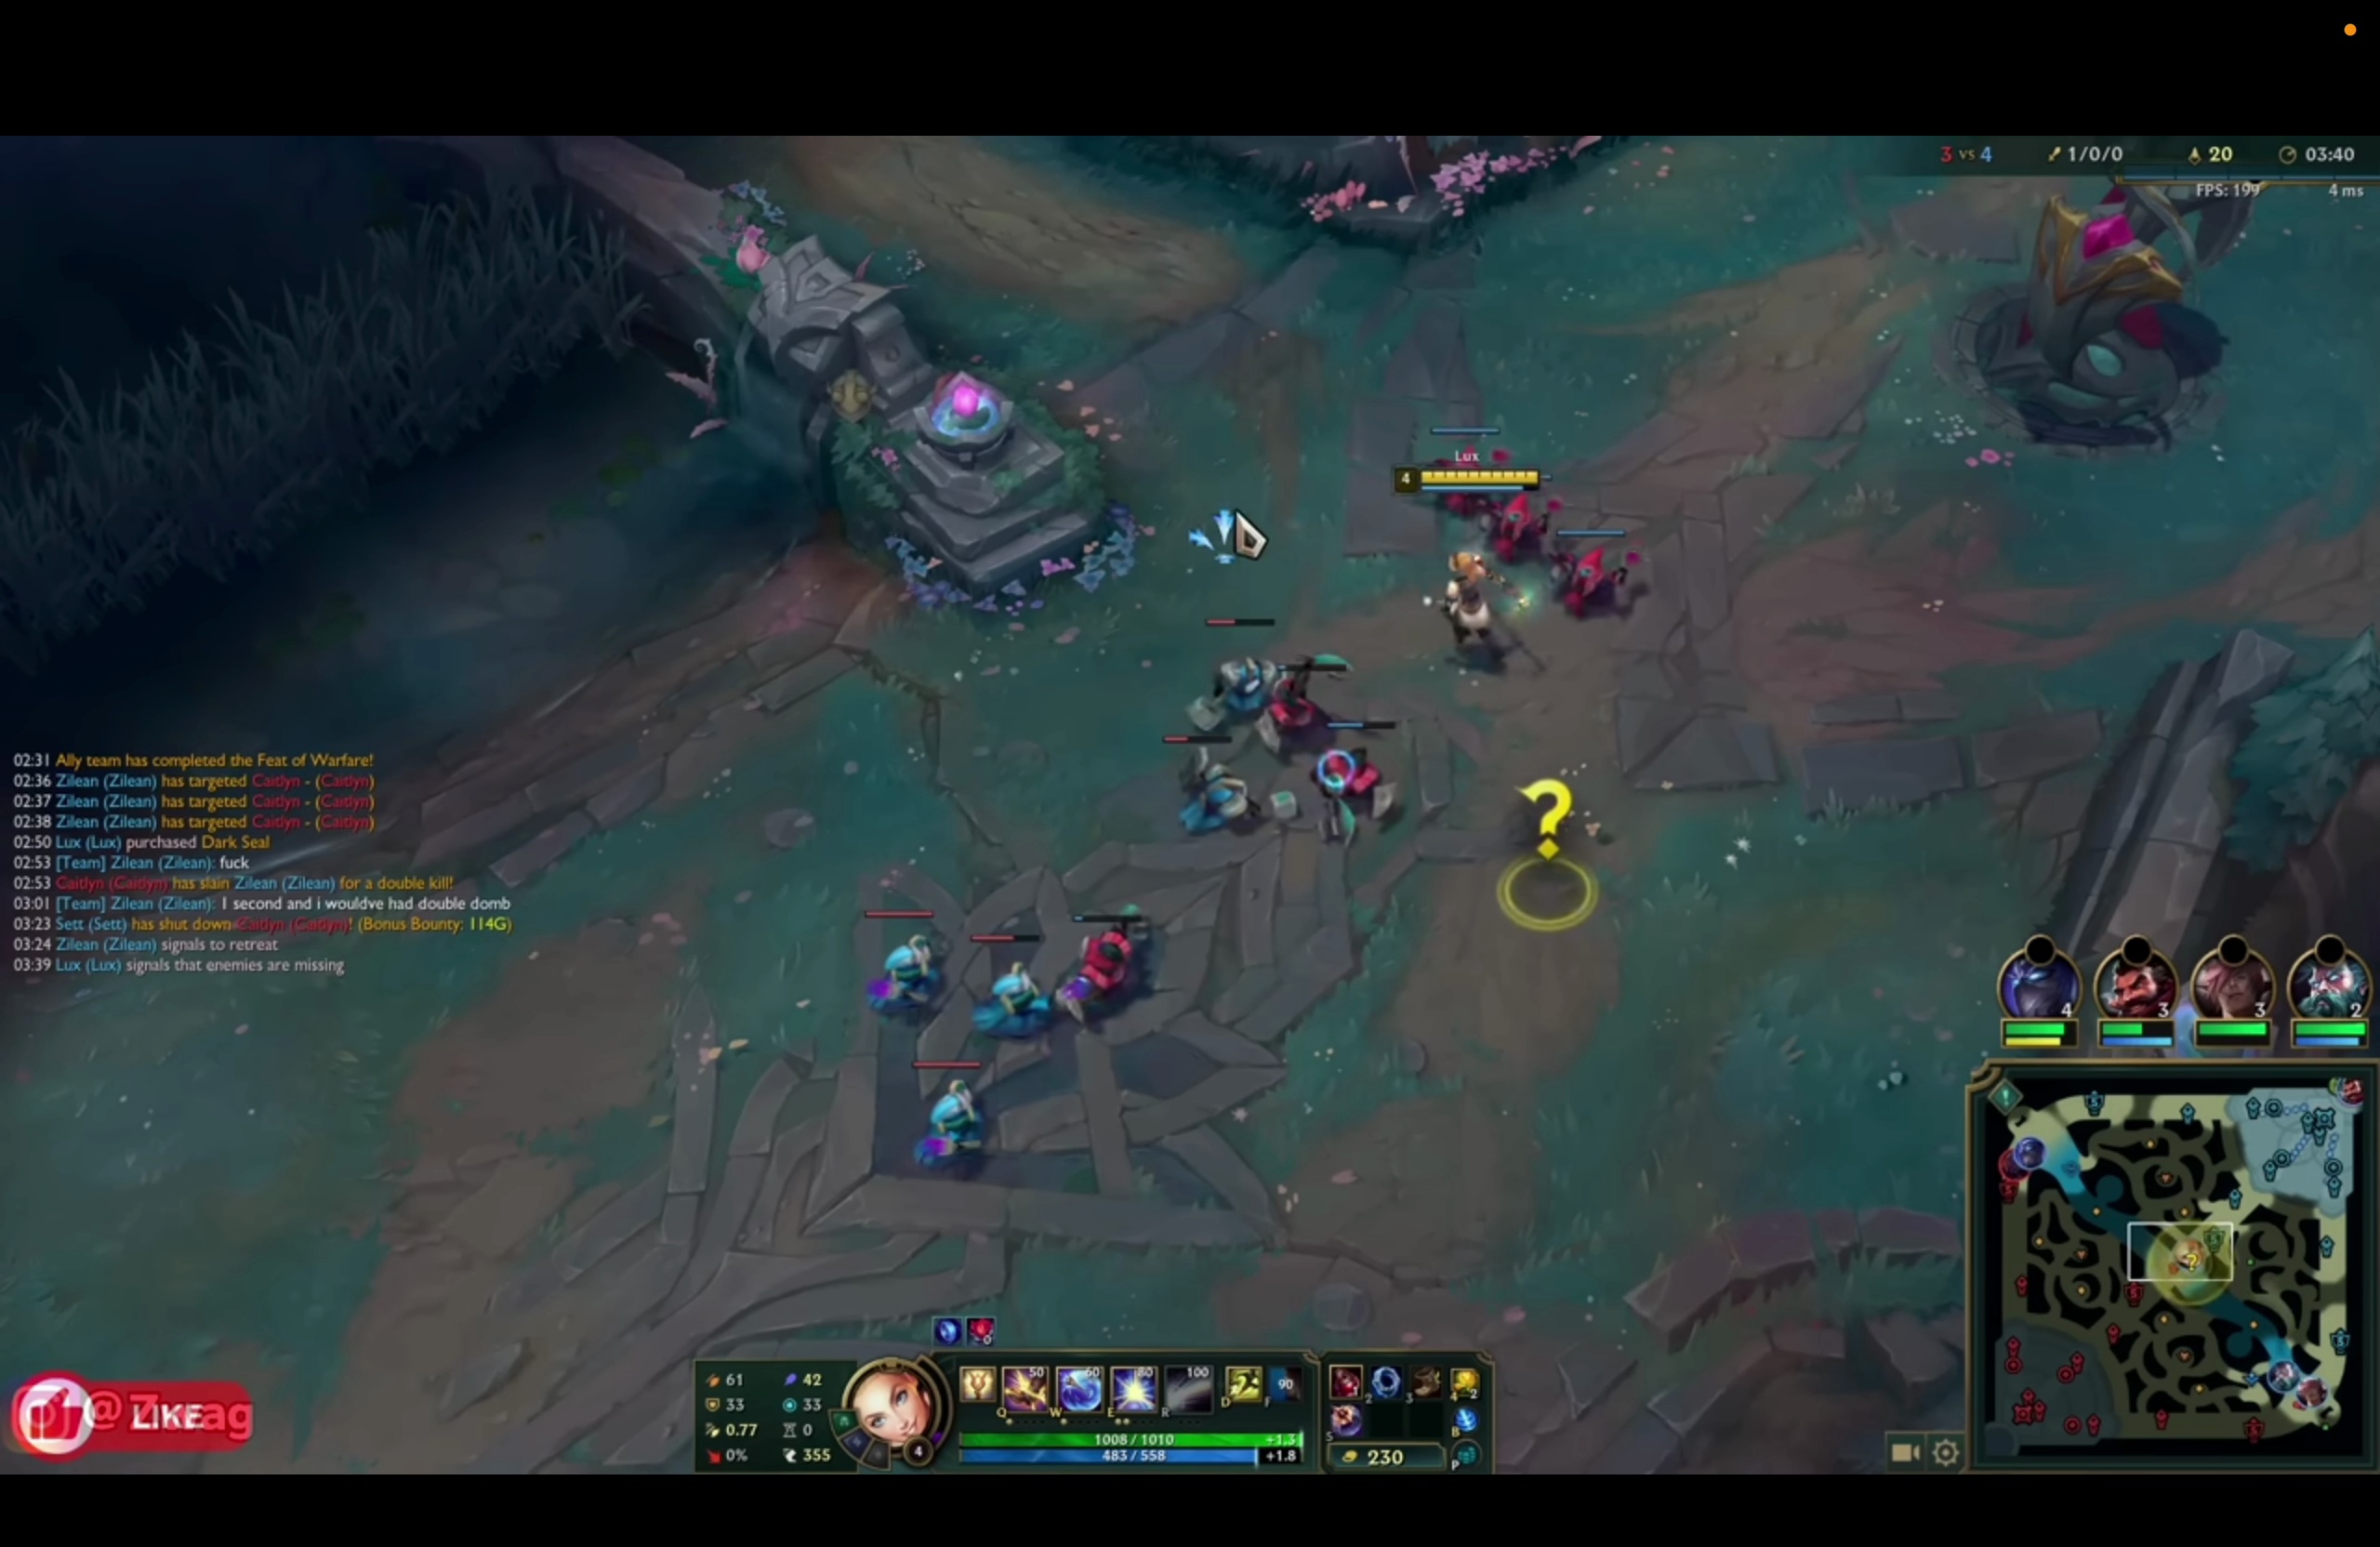 3 vs 4 1/0/0 20 03:40
FPS: 199 4 ms
Lux
4
02:31 Ally team has completed the Feat of Warfare!
02:36 Zilean (Zilean) has targeted Caitlyn - (Caitlyn)
02:37 Zilean (Zilean) has targeted Caitlyn - (Caitlyn)
02:38 Zilean (Zilean) has targeted Caitlyn - (Caitlyn)
02:50 Lux (Lux) purchased Dark Seal
02:53 [Team] Zilean (Zilean): fuck
02:53 Caitlyn (Caitlyn) has slain Zilean (Zilean) for a double kill!
03:01 [Team] Zilean (Zilean): 1 second and i wouldve had double domb
03:23 Sett (Sett) has shut down Caitlyn (Caitlyn)! (Bonus Bounty: 114G)
03:24 Zilean (Zilean) signals to retreat
03:39 Lux (Lux) signals that enemies are missing
?
4 3 3 2
61 42
33 33
0.77 0
0% 355
4
50 60 80 100 90
Q W E R D F
1008 / 1010 +1.3
483 / 558 +1.8
2 3 4 2
5 B
230 P
LIKE